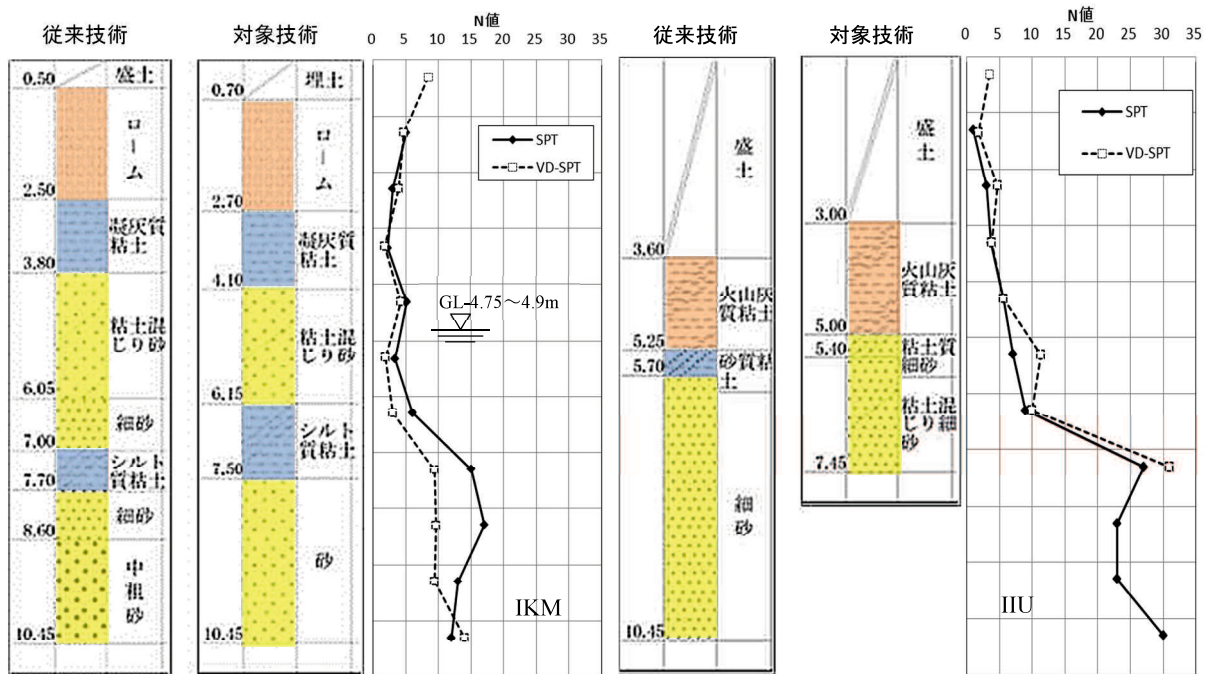 従来技術
0.50
盛土
ローム
2.50
凝灰質
粘土
3.80
粘土混
じり砂
6.05
細砂
7.00
シルト
質粘土
7.70
細砂
8.60
中粗砂
10.45
対象技術
0.70
埋土
ローム
2.70
凝灰質
粘土
4.10
粘土混
じり砂
6.15
シルト
質粘土
7.50
砂
10.45
N値
0 5 10 15 20 25 30 35
SPT
VD-SPT
GL-4.75～4.9m
IKM
従来技術
盛土
3.60
火山灰
質粘土
5.25
砂質粘
土
5.70
細砂
10.45
対象技術
盛土
3.00
火山灰
質粘土
5.00
粘土質
細砂
5.40
粘土混
じり細
砂
7.45
N値
0 5 10 15 20 25 30 35
SPT
VD-SPT
IIU